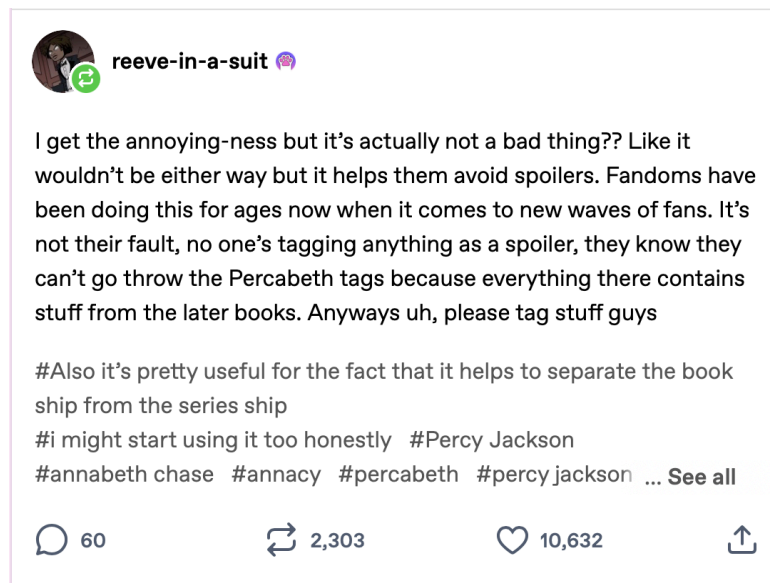 reeve-in-a-suit
I get the annoying-ness but it’s actually not a bad thing?? Like it
wouldn’t be either way but it helps them avoid spoilers. Fandoms have
been doing this for ages now when it comes to new waves of fans. It’s
not their fault, no one’s tagging anything as a spoiler, they know they
can’t go throw the Percabeth tags because everything there contains
stuff from the later books. Anyways uh, please tag stuff guys
#Also it’s pretty useful for the fact that it helps to separate the book
ship from the series ship
#i might start using it too honestly #Percy Jackson
#annabeth chase #annacy #percabeth #percy jackson ... See all
60 2,303 10,632